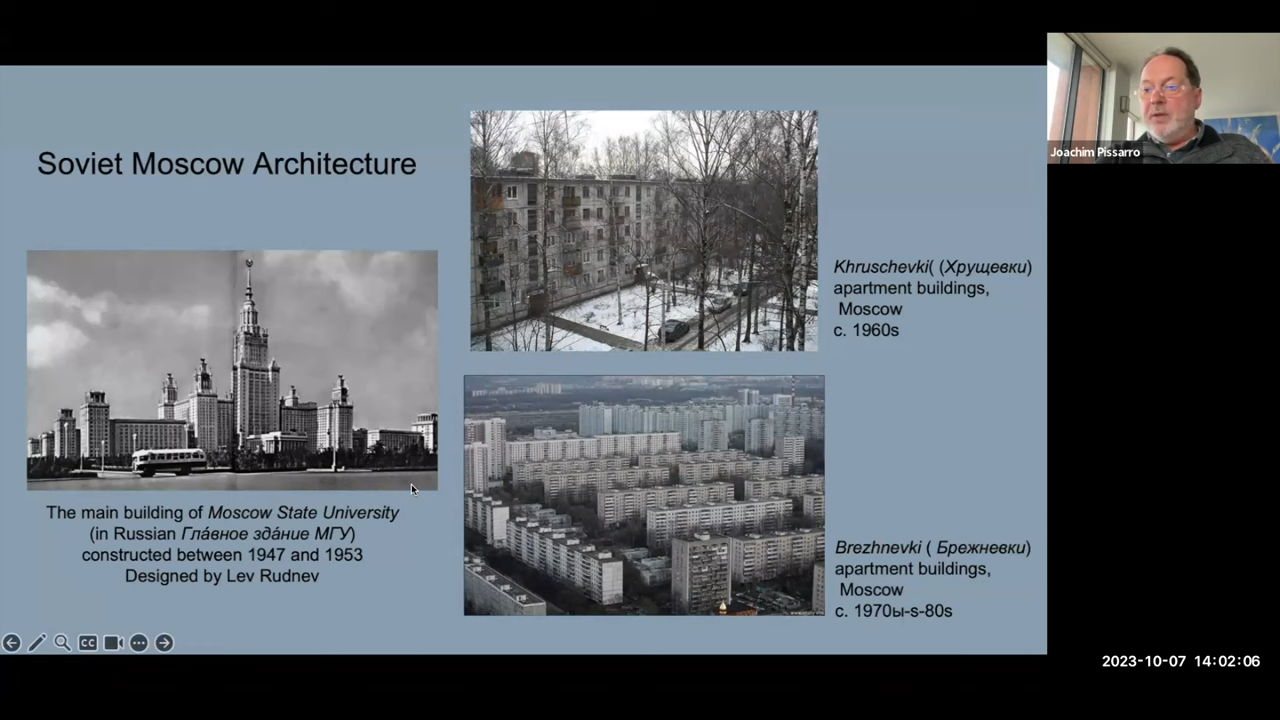 Soviet Moscow Architecture
The main building of Moscow State University
(in Russian Гла́вное зда́ние МГУ)
constructed between 1947 and 1953
Designed by Lev Rudnev
Khruschevki( (Хрущевки)
apartment buildings,
Moscow
c. 1960s
Brezhnevki ( Брежневки)
apartment buildings,
Moscow
c. 1970ы-s-80s
Joachim Pissarro
CC
2023-10-07 14:02:06